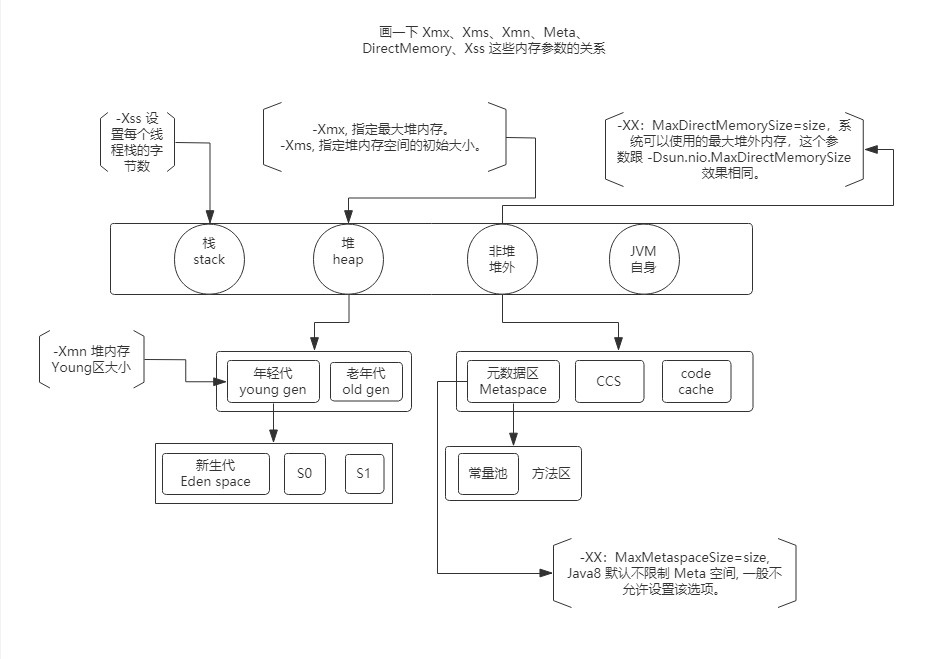 画一下 Xmx、Xms、Xmn、Meta、
DirectMemory、Xss 这些内存参数的关系
-Xss 设
置每个线
程栈的字
节数
-Xmx, 指定最大堆内存。
-Xms, 指定堆内存空间的初始大小。
-XX：MaxDirectMemorySize=size，系
统可以使用的最大堆外内存，这个参
数跟 -Dsun.nio.MaxDirectMemorySize
效果相同。
栈
stack
堆
heap
非堆
堆外
JVM
自身
-Xmn 堆内存
Young区大小
年轻代
young gen
老年代
old gen
元数据区
Metaspace
CCS
code
cache
新生代
Eden space
S0
S1
常量池
方法区
-XX：MaxMetaspaceSize=size,
Java8 默认不限制 Meta 空间, 一般不
允许设置该选项。